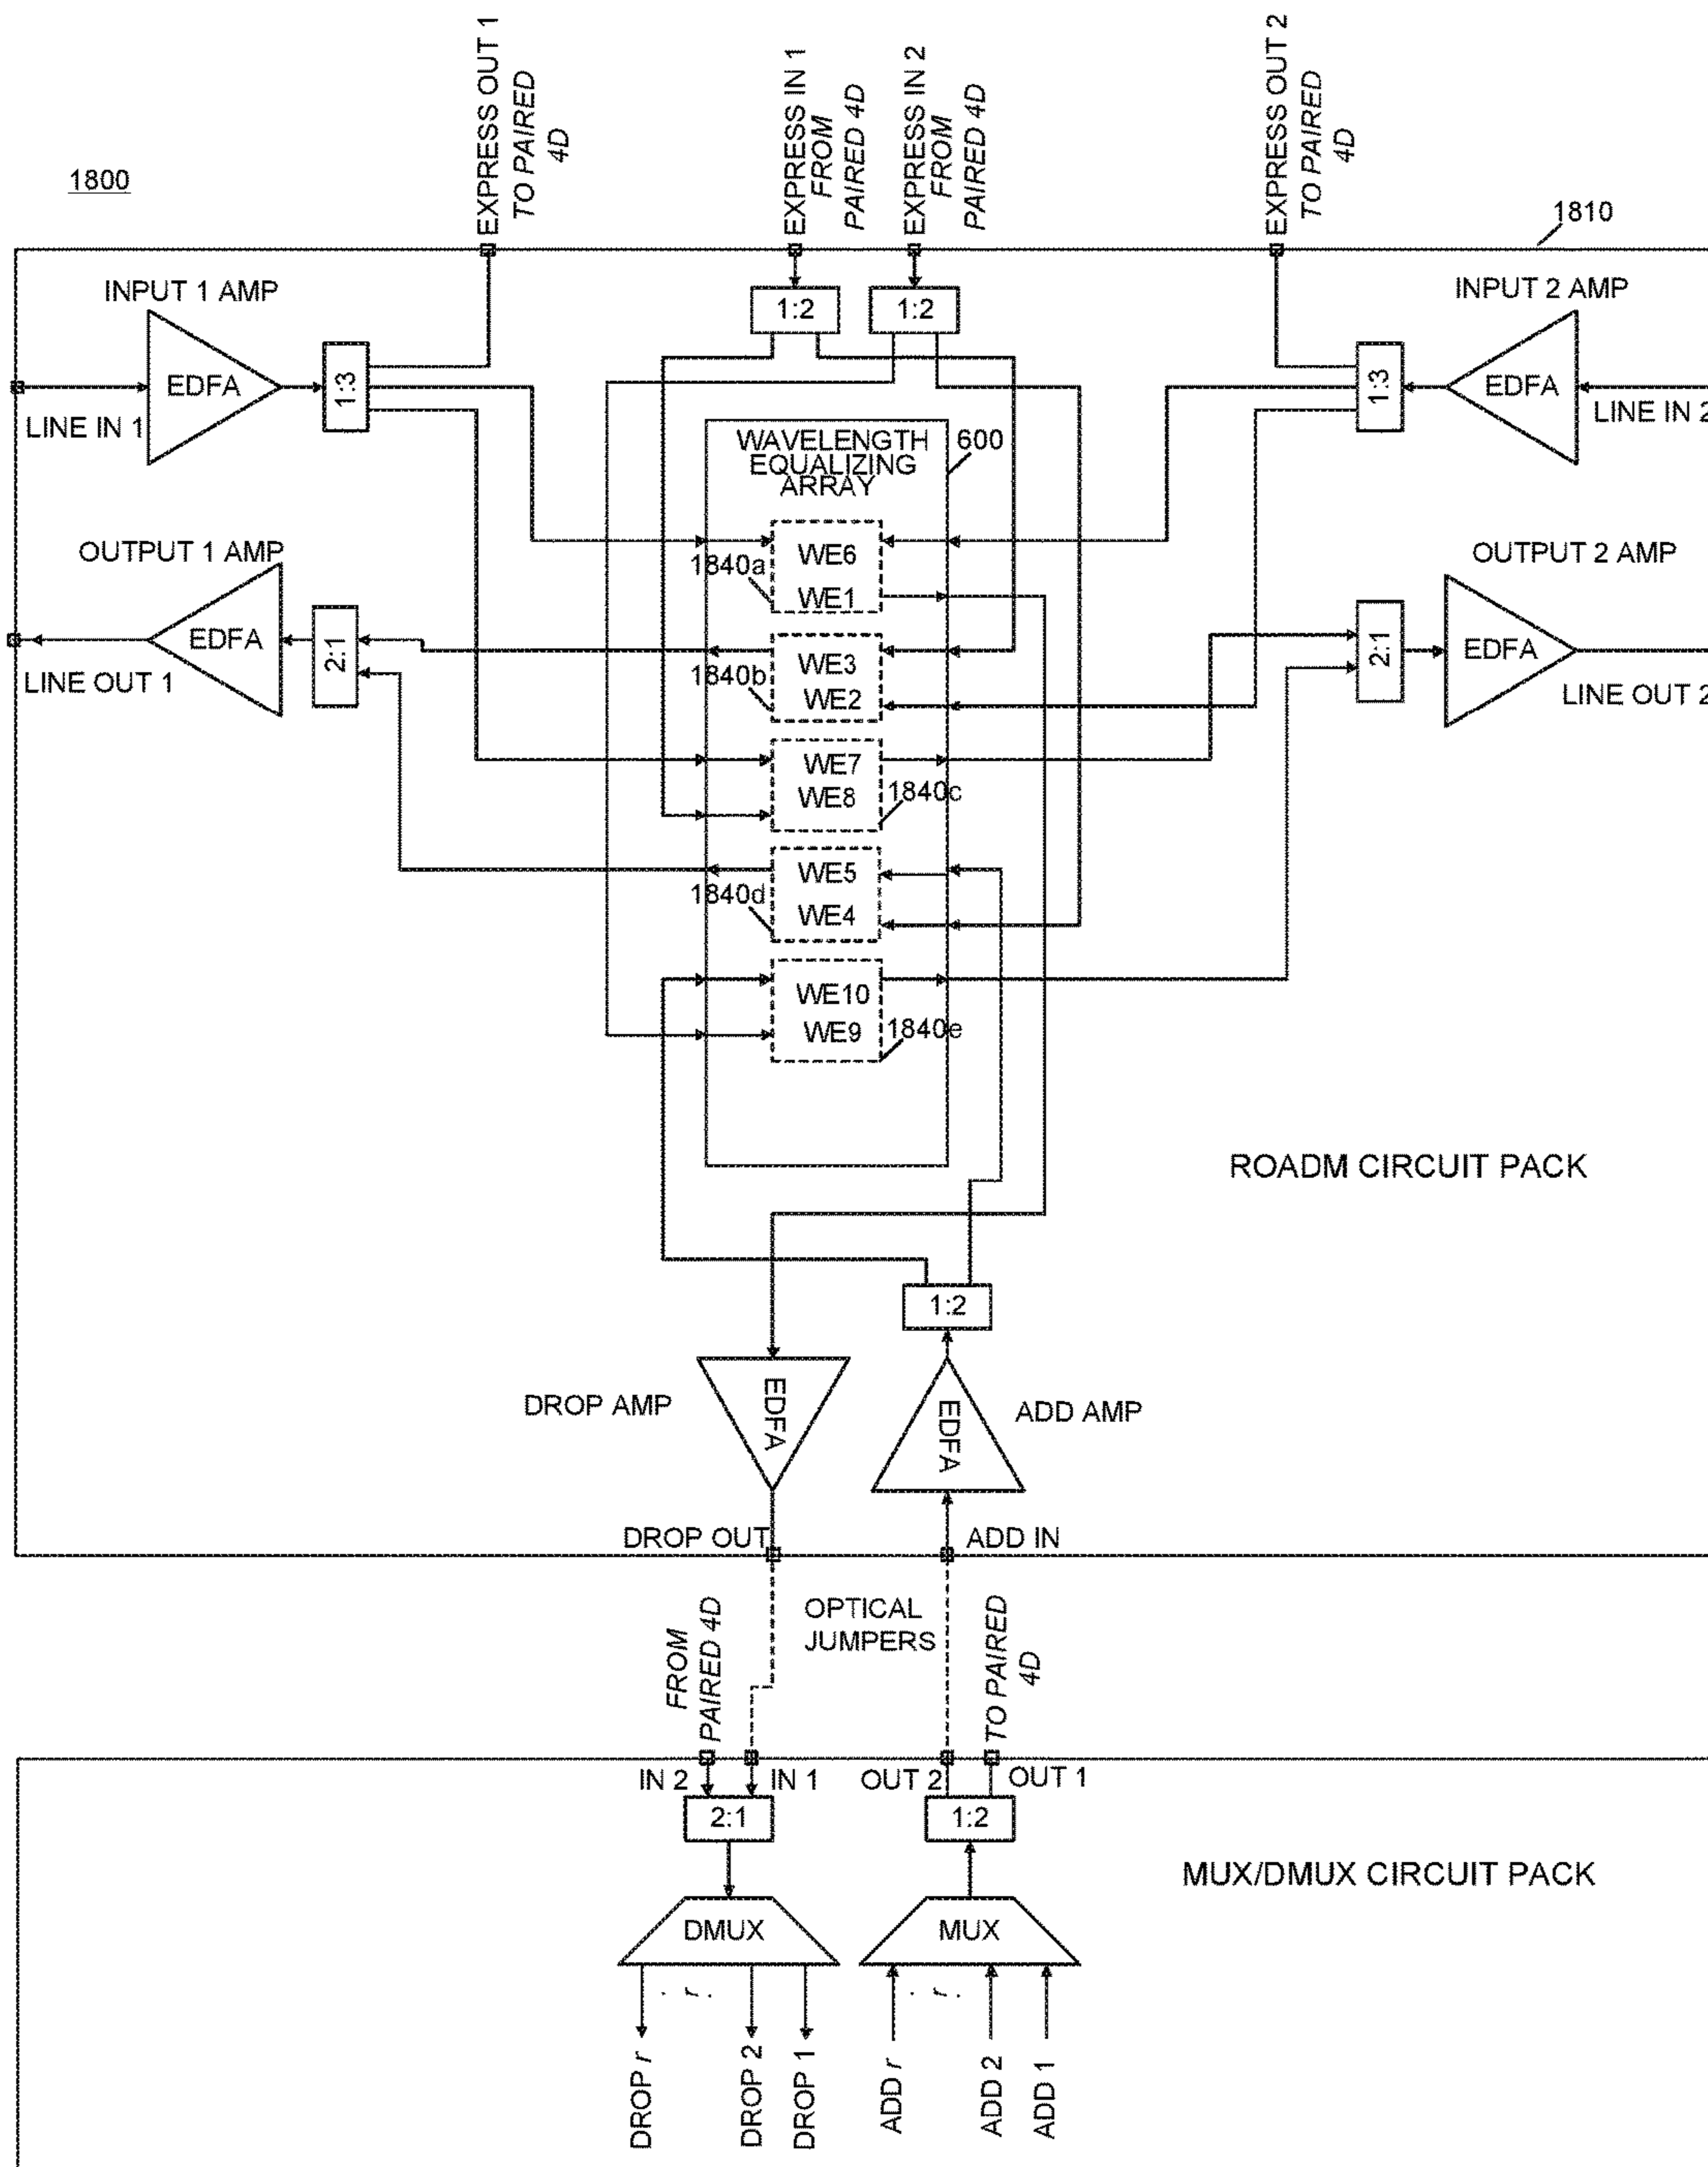 EXPRESS OUT 1
TO PAIRED
4D
EXPRESS IN 1
FROM
PAIRED 4D
EXPRESS IN 2
FROM
PAIRED 4D
EXPRESS OUT 2
TO PAIRED
4D
1800
1810
INPUT 1 AMP
1:2
1:2
INPUT 2 AMP
EDFA
1:3
1:3
EDFA
LINE IN 1
LINE IN 2
WAVELENGTH
EQUALIZING
ARRAY
600
OUTPUT 1 AMP
OUTPUT 2 AMP
WE6
1840a
WE1
EDFA
2:1
2:1
EDFA
WE3
1840b
WE2
LINE OUT 1
LINE OUT 2
WE7
WE8
1840c
WE5
1840d
WE4
WE10
WE9
1840e
ROADM CIRCUIT PACK
1:2
DROP AMP
EDFA
EDFA
ADD AMP
DROP OUT
ADD IN
OPTICAL
JUMPERS
FROM
PAIRED 4D
TO PAIRED
4D
IN 2
IN 1
OUT 2
OUT 1
2:1
1:2
MUX/DMUX CIRCUIT PACK
DMUX
MUX
. r .
. r .
DROP r
DROP 2
DROP 1
ADD r
ADD 2
ADD 1